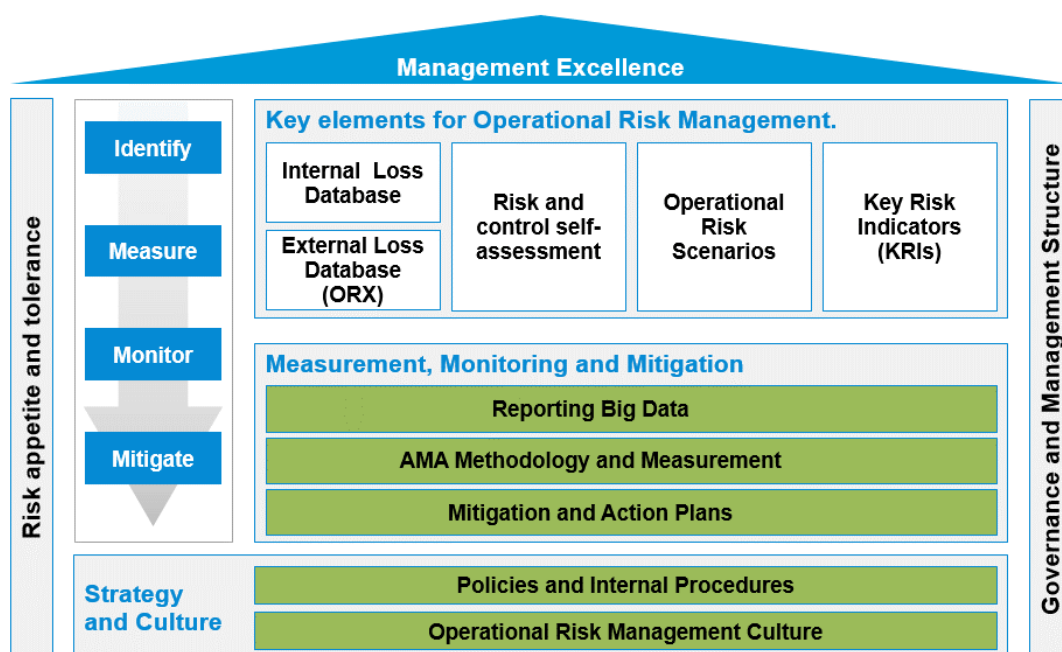 Management Excellence
Risk appetite and tolerance
Identify
Measure
Monitor
Mitigate
Key elements for Operational Risk Management.
Internal Loss
Database
External Loss
Database
(ORX)
Risk and
control self-
assessment
Operational
Risk
Scenarios
Key Risk
Indicators
(KRIs)
Measurement, Monitoring and Mitigation
Reporting Big Data
AMA Methodology and Measurement
Mitigation and Action Plans
Strategy
and Culture
Policies and Internal Procedures
Operational Risk Management Culture
Governance and Management Structure